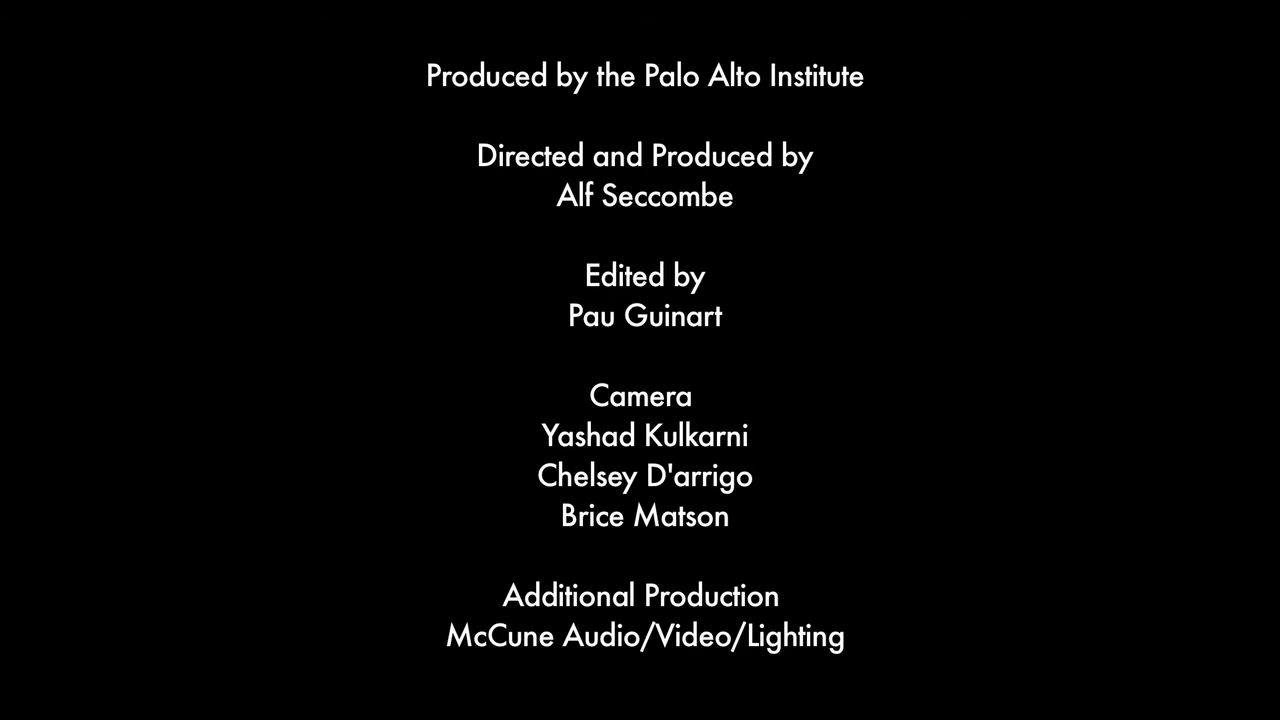 Produced by the Palo Alto Institute
Directed and Produced by
Alf Seccombe
Edited by
Pau Guinart
Camera
Yashad Kulkarni
Chelsey D'arrigo
Brice Matson
Additional Production
McCune Audio/Video/Lighting